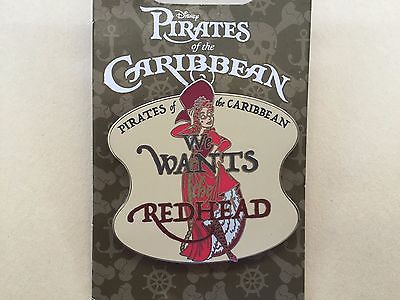 Disney
PIRATES
of the
CARIBBEAN
PIRATES of the CARIBBEAN
We
WANTS
the
REDHEAD